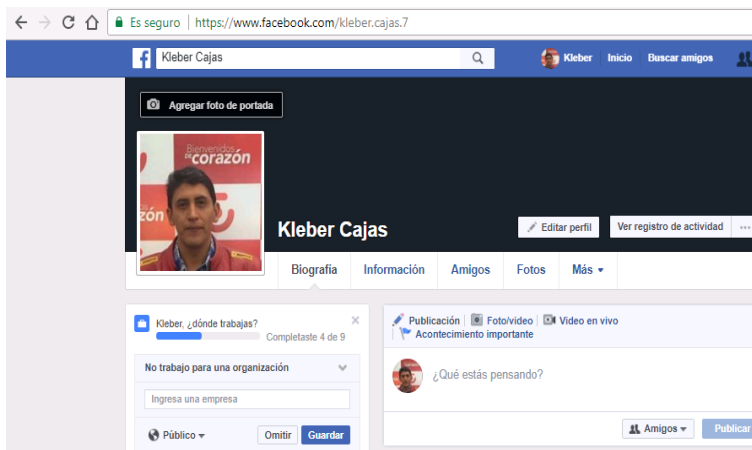 Es seguro | https://www.facebook.com/kleber.cajas.7
f Kleber Cajas Kleber Inicio Buscar amigos
Agregar foto de portada
Bienvenidos
DE corazón
zón
Kleber Cajas
Editar perfil Ver registro de actividad ...
Biografía Información Amigos Fotos Más
Kleber, ¿dónde trabajas?
Completaste 4 de 9
No trabajo para una organización
Ingresa una empresa
Público Omitir Guardar
Publicación | Foto/video | Video en vivo
| Acontecimiento importante
¿Qué estás pensando?
Amigos Publicar